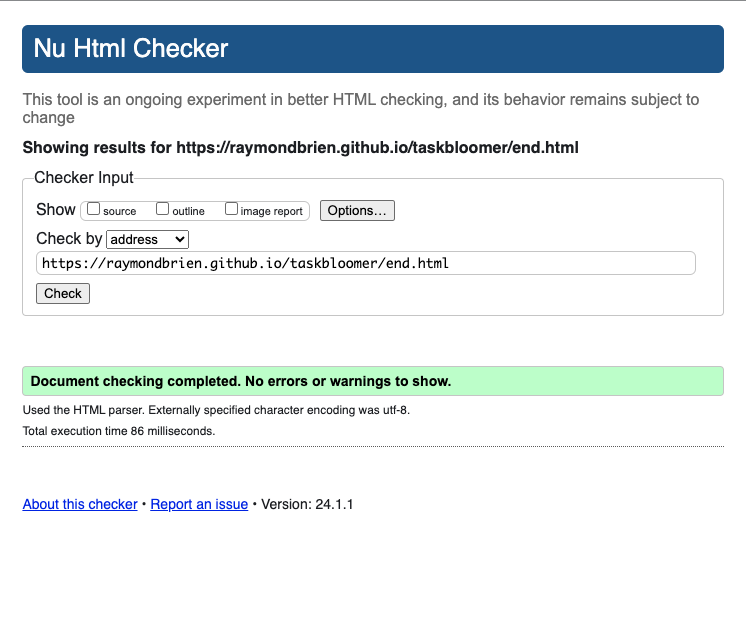 Nu Html Checker
This tool is an ongoing experiment in better HTML checking, and its behavior remains subject to
change
Showing results for https://raymondbrien.github.io/taskbloomer/end.html
Checker Input
Show source outline image report Options...
Check by address
https://raymondbrien.github.io/taskbloomer/end.html
Check
Document checking completed. No errors or warnings to show.
Used the HTML parser. Externally specified character encoding was utf-8.
Total execution time 86 milliseconds.
About this checker • Report an issue • Version: 24.1.1